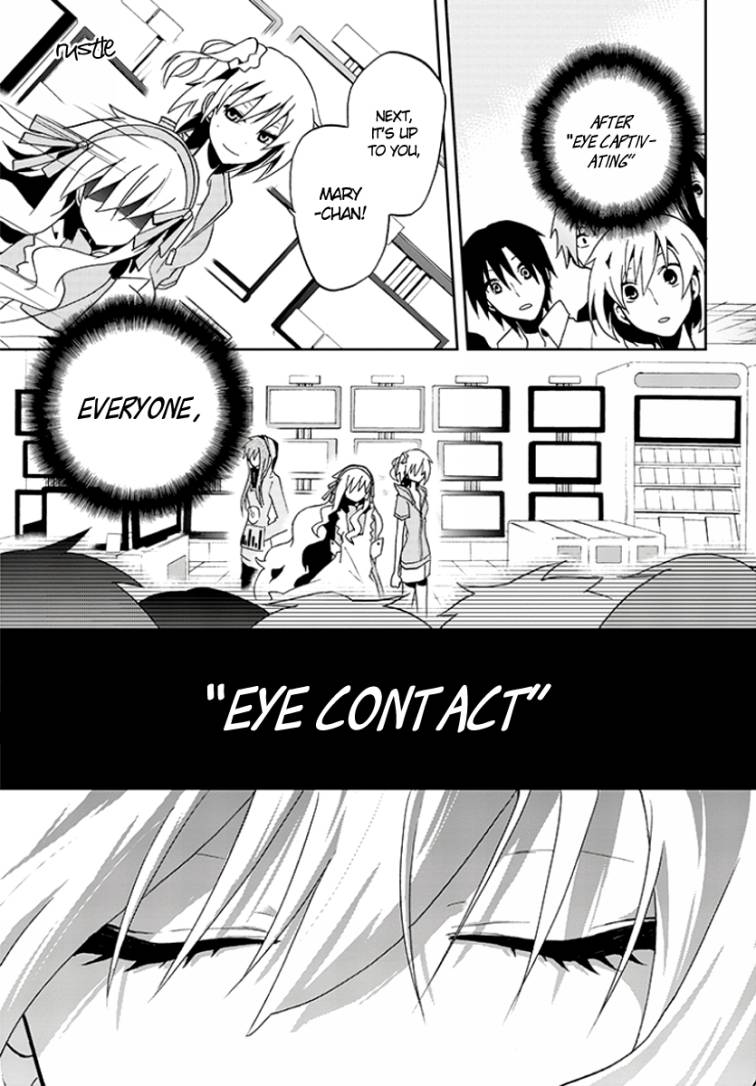 AFTER
"EYE CAPTIV-
ATING"
NEXT,
IT'S UP
TO YOU,
MARY
-CHAN!
rustle
EVERYONE,
"EYE CONTACT"